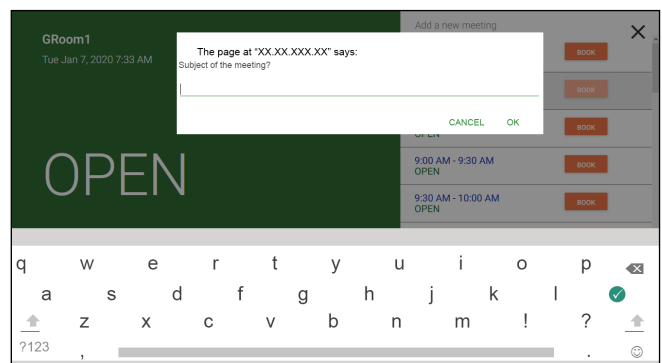 GRoom1
Tue Jan 7, 2020 7:33 AM
OPEN
Add a new meeting
The page at “XX.XX.XXX.XX” says:
Subject of the meeting?
CANCEL OK
BOOK
BOOK
BOOK
OPEN
9:00 AM - 9:30 AM
OPEN
BOOK
9:30 AM - 10:00 AM
OPEN
BOOK
q w e r t y u i o p
a s d f g h j k l
z x c v b n m ! ?
?123 , .